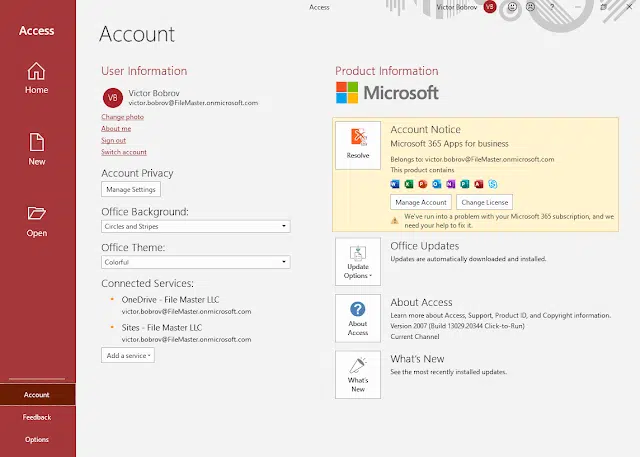 Access
Victor Bobrov
VB
?
Access
Home
New
Open
Account
Feedback
Options
Account
User Information
VB
Victor Bobrov
victor.bobrov@FileMaster.onmicrosoft.com
Change photo
About me
Sign out
Switch account
Account Privacy
Manage Settings
Office Background:
Circles and Stripes
Office Theme:
Colorful
Connected Services:
OneDrive - File Master LLC
victor.bobrov@FileMaster.onmicrosoft.com
Sites - File Master LLC
victor.bobrov@FileMaster.onmicrosoft.com
Add a service
Product Information
Microsoft
Resolve
Account Notice
Microsoft 365 Apps for business
Belongs to: victor.bobrov@FileMaster.onmicrosoft.com
This product contains
Manage Account
Change License
We've run into a problem with your Microsoft 365 subscription, and we
need your help to fix it.
Update
Options
Office Updates
Updates are automatically downloaded and installed.
?
About
Access
About Access
Learn more about Access, Support, Product ID, and Copyright information.
Version 2007 (Build 13029.20344 Click-to-Run)
Current Channel
What's
New
What's New
See the most recently installed updates.